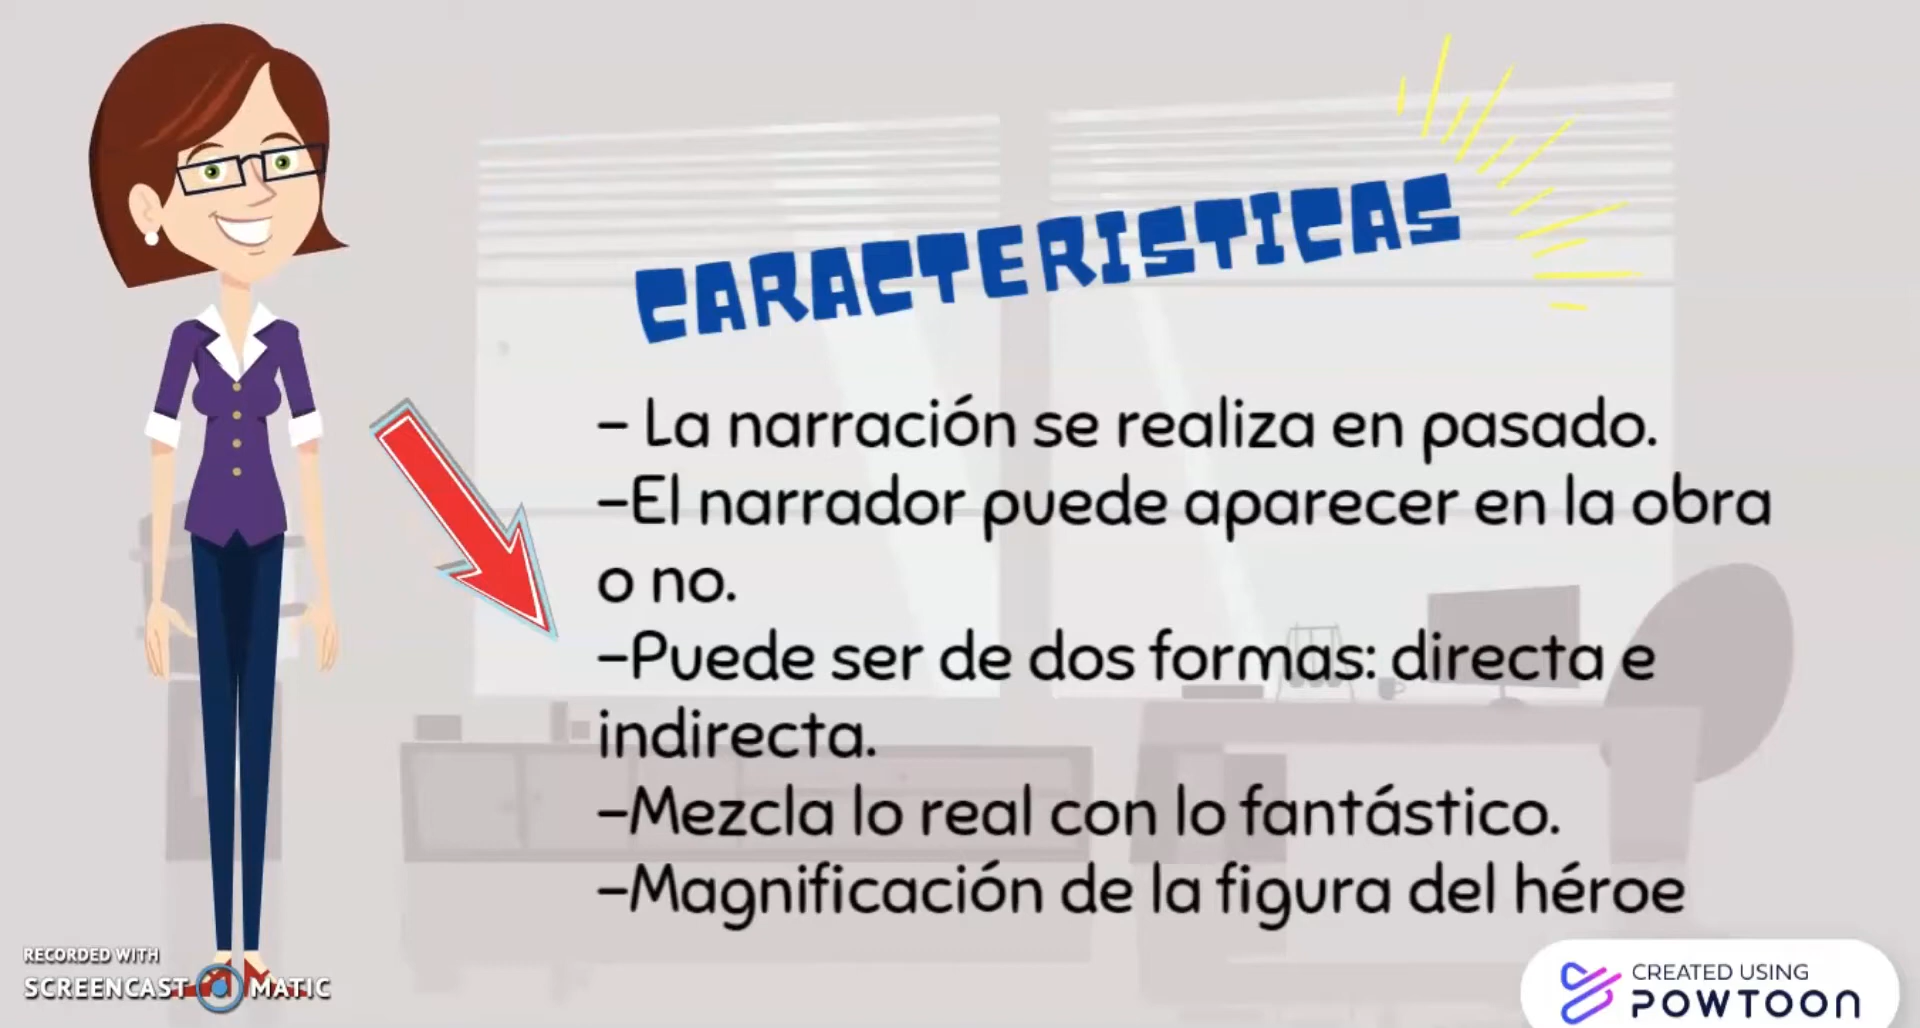 CARACTERISTICAS
- La narración se realiza en pasado.
-El narrador puede aparecer en la obra
o no.
-Puede ser de dos formas: directa e
indirecta.
-Mezcla lo real con lo fantástico.
-Magnificación de la figura del héroe
RECORDED WITH
SCREENCAST MATIC
CREATED USING
POWTOON